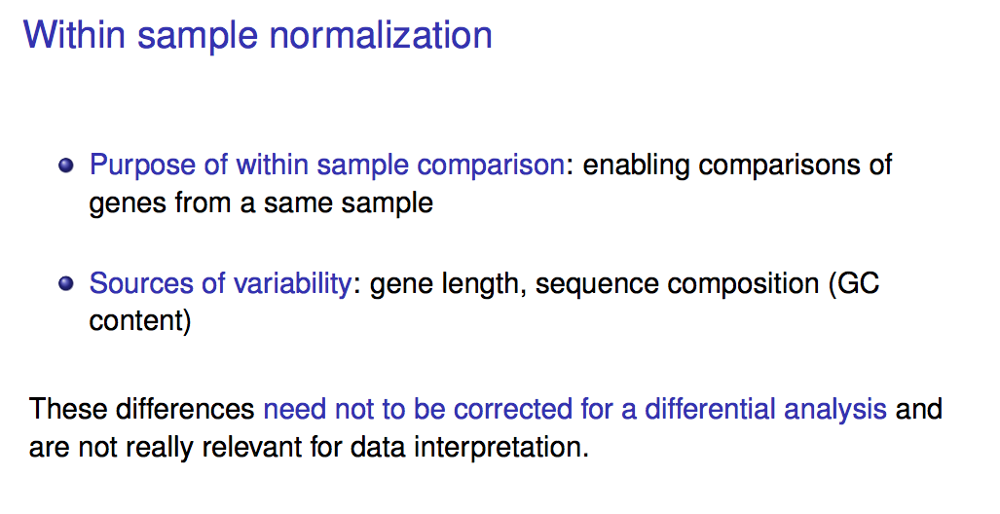 Within sample normalization
Purpose of within sample comparison: enabling comparisons of
genes from a same sample
Sources of variability: gene length, sequence composition (GC
content)
These differences need not to be corrected for a differential analysis and
are not really relevant for data interpretation.